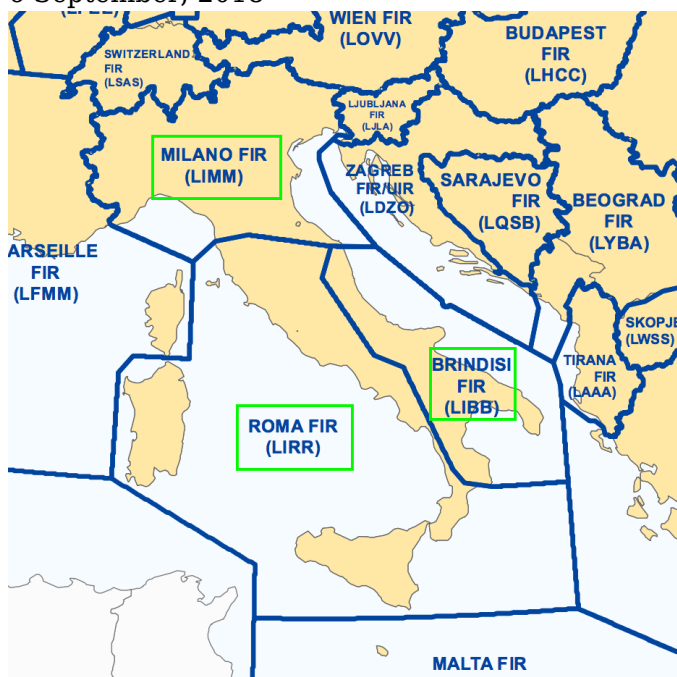 WIEN FIR
(LOVV)
BUDAPEST
FIR
(LHCC)
SWITZERLAND
FIR
(LSAS)
LJUBLJANA
FIR
(LJLA)
MILANO FIR
(LIMM)
ZAGREB
FIR/UIR
(LDZO)
SARAJEVO
FIR
(LQSB)
BEOGRAD
FIR
(LYBA)
ARSEILLE
FIR
(LFMM)
SKOPJE
(LWSS)
TIRANA
FIR
(LAAA)
BRINDISI
FIR
(LIBB)
ROMA FIR
(LIRR)
MALTA FIR